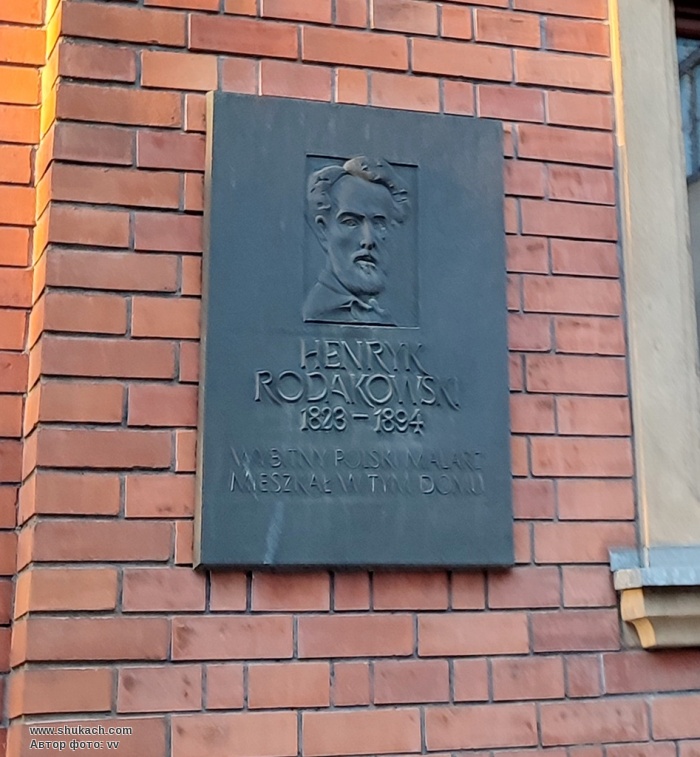 HENRYK
RODAKOWSKI
1823 – 1894
WYBITNY POLSKI MALARZ
MIESZKAŁ W TYM DOMU
www.shukach.com
Автор фото: vv